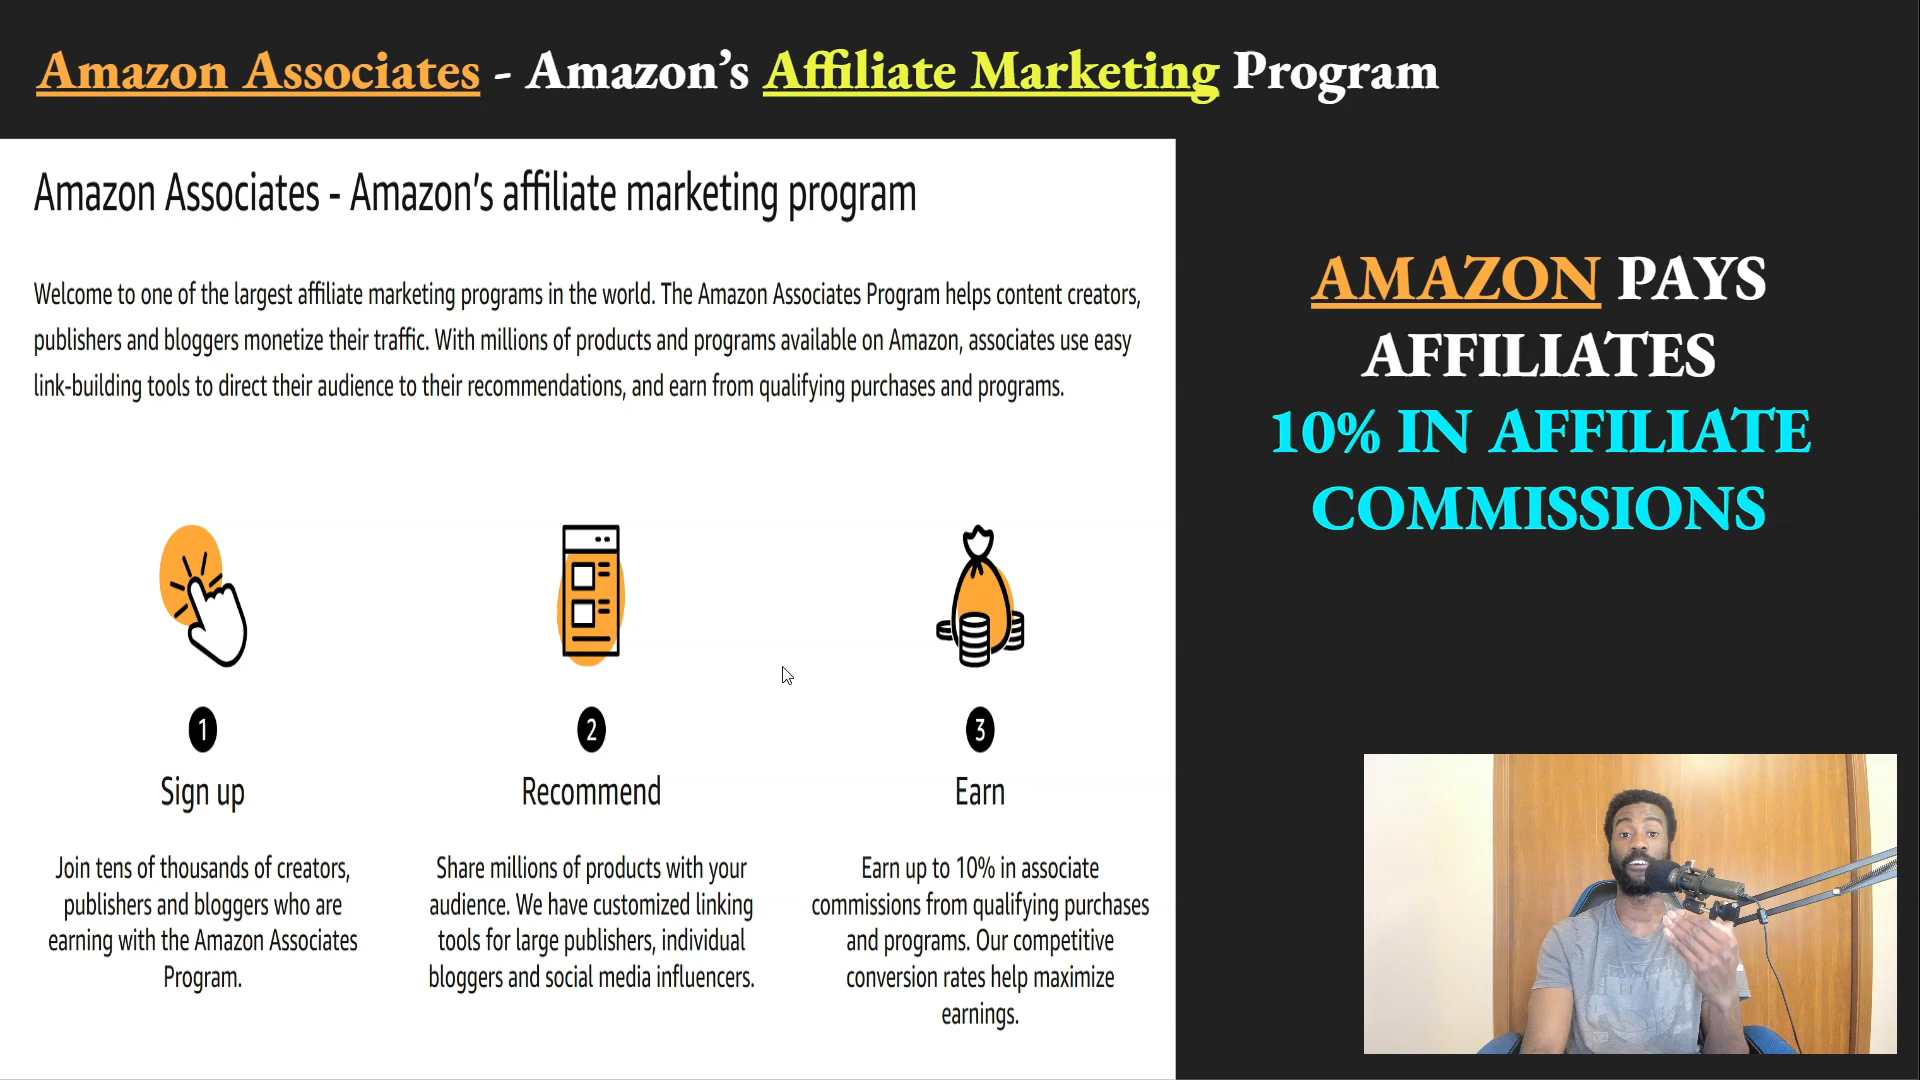 Amazon Associates - Amazon’s Affiliate Marketing Program
Amazon Associates - Amazon’s affiliate marketing program
Welcome to one of the largest affiliate marketing programs in the world. The Amazon Associates Program helps content creators,
publishers and bloggers monetize their traffic. With millions of products and programs available on Amazon, associates use easy
link-building tools to direct their audience to their recommendations, and earn from qualifying purchases and programs.
1
Sign up
Join tens of thousands of creators,
publishers and bloggers who are
earning with the Amazon Associates
Program.
2
Recommend
Share millions of products with your
audience. We have customized linking
tools for large publishers, individual
bloggers and social media influencers.
3
Earn
Earn up to 10% in associate
commissions from qualifying purchases
and programs. Our competitive
conversion rates help maximize
earnings.
AMAZON PAYS
AFFILIATES
10% IN AFFILIATE
COMMISSIONS